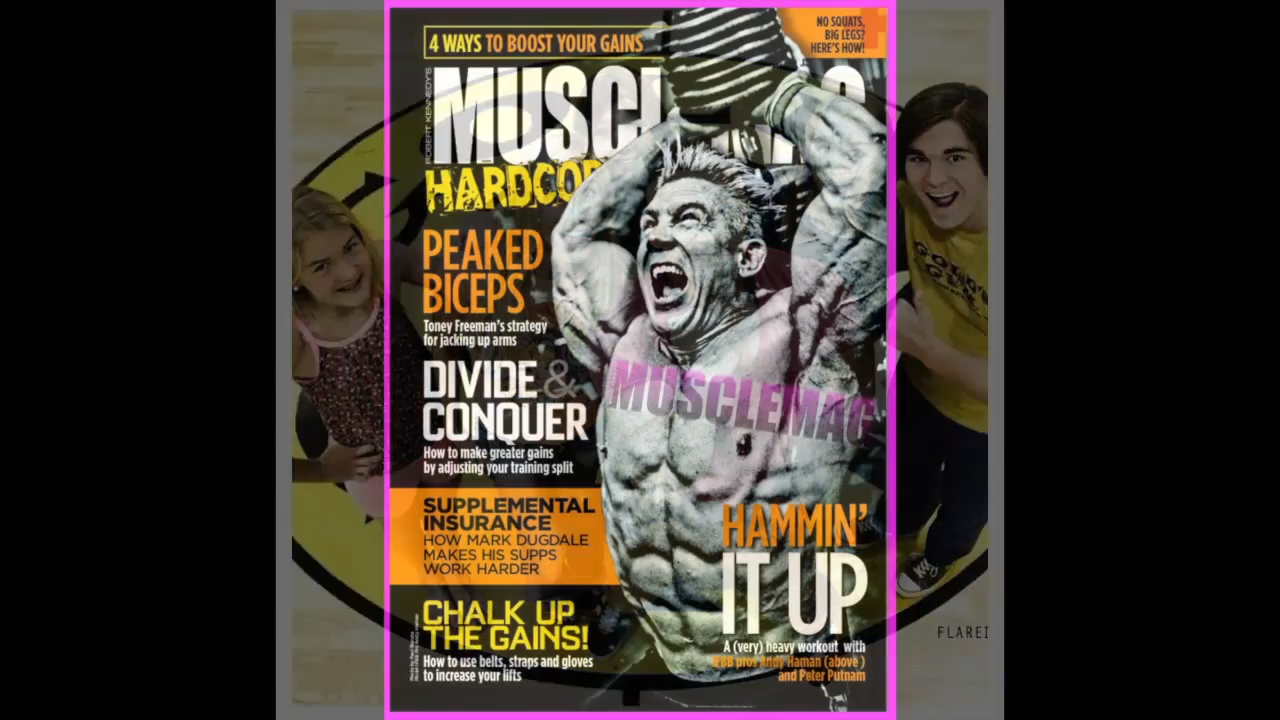 4 WAYS TO BOOST YOUR GAINS
NO SQUATS,
BIG LEGS?
HERE'S HOW!
ROBERT KENNEDY'S
MUSCLEMAG
HARDCORE
PEAKED
BICEPS
Toney Freeman's strategy
for jacking up arms
DIVIDE &
CONQUER
How to make greater gains
by adjusting your training split
MUSCLEMAG
SUPPLEMENTAL
INSURANCE
HOW MARK DUGDALE
MAKES HIS SUPPS
WORK HARDER
HAMMIN'
IT UP
A (very) heavy workout with
IFBB pros Andy Haman (above)
and Peter Putnam
CHALK UP
THE GAINS!
How to use belts, straps and gloves
to increase your lifts
GOLD'S
GYM
FLAREI